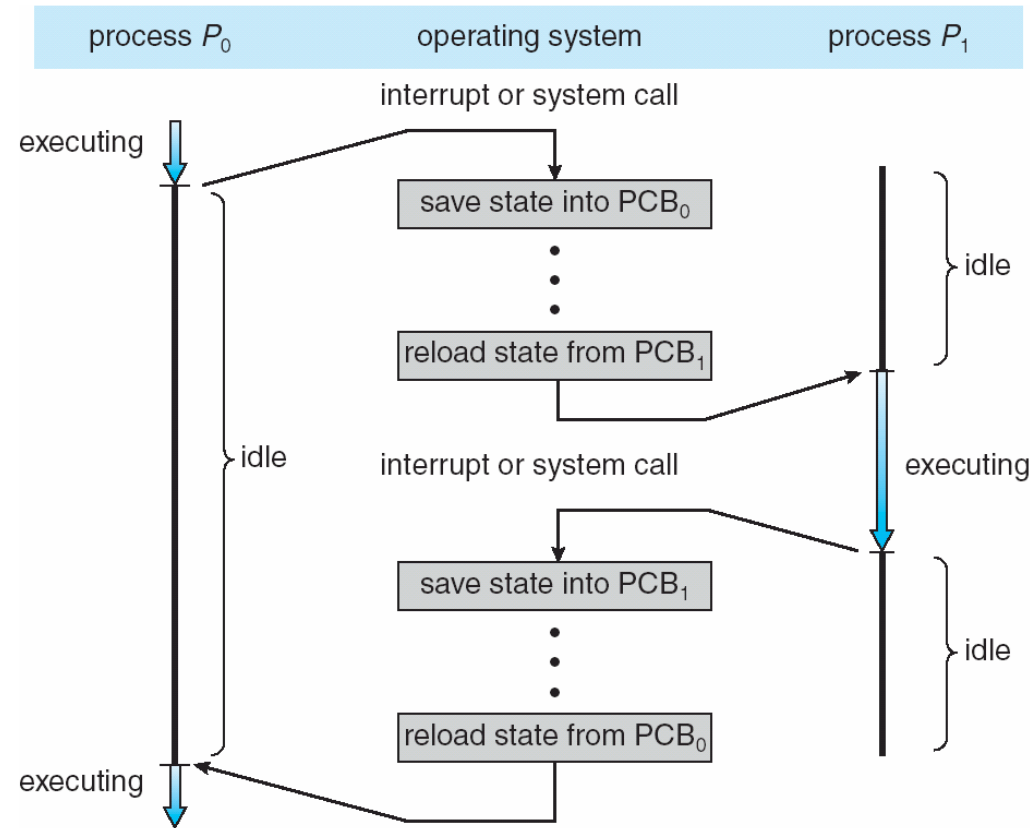 process P₀ operating system process P₁
interrupt or system call
executing
save state into PCB₀
idle
reload state from PCB₁
idle
interrupt or system call
executing
save state into PCB₁
idle
reload state from PCB₀
executing